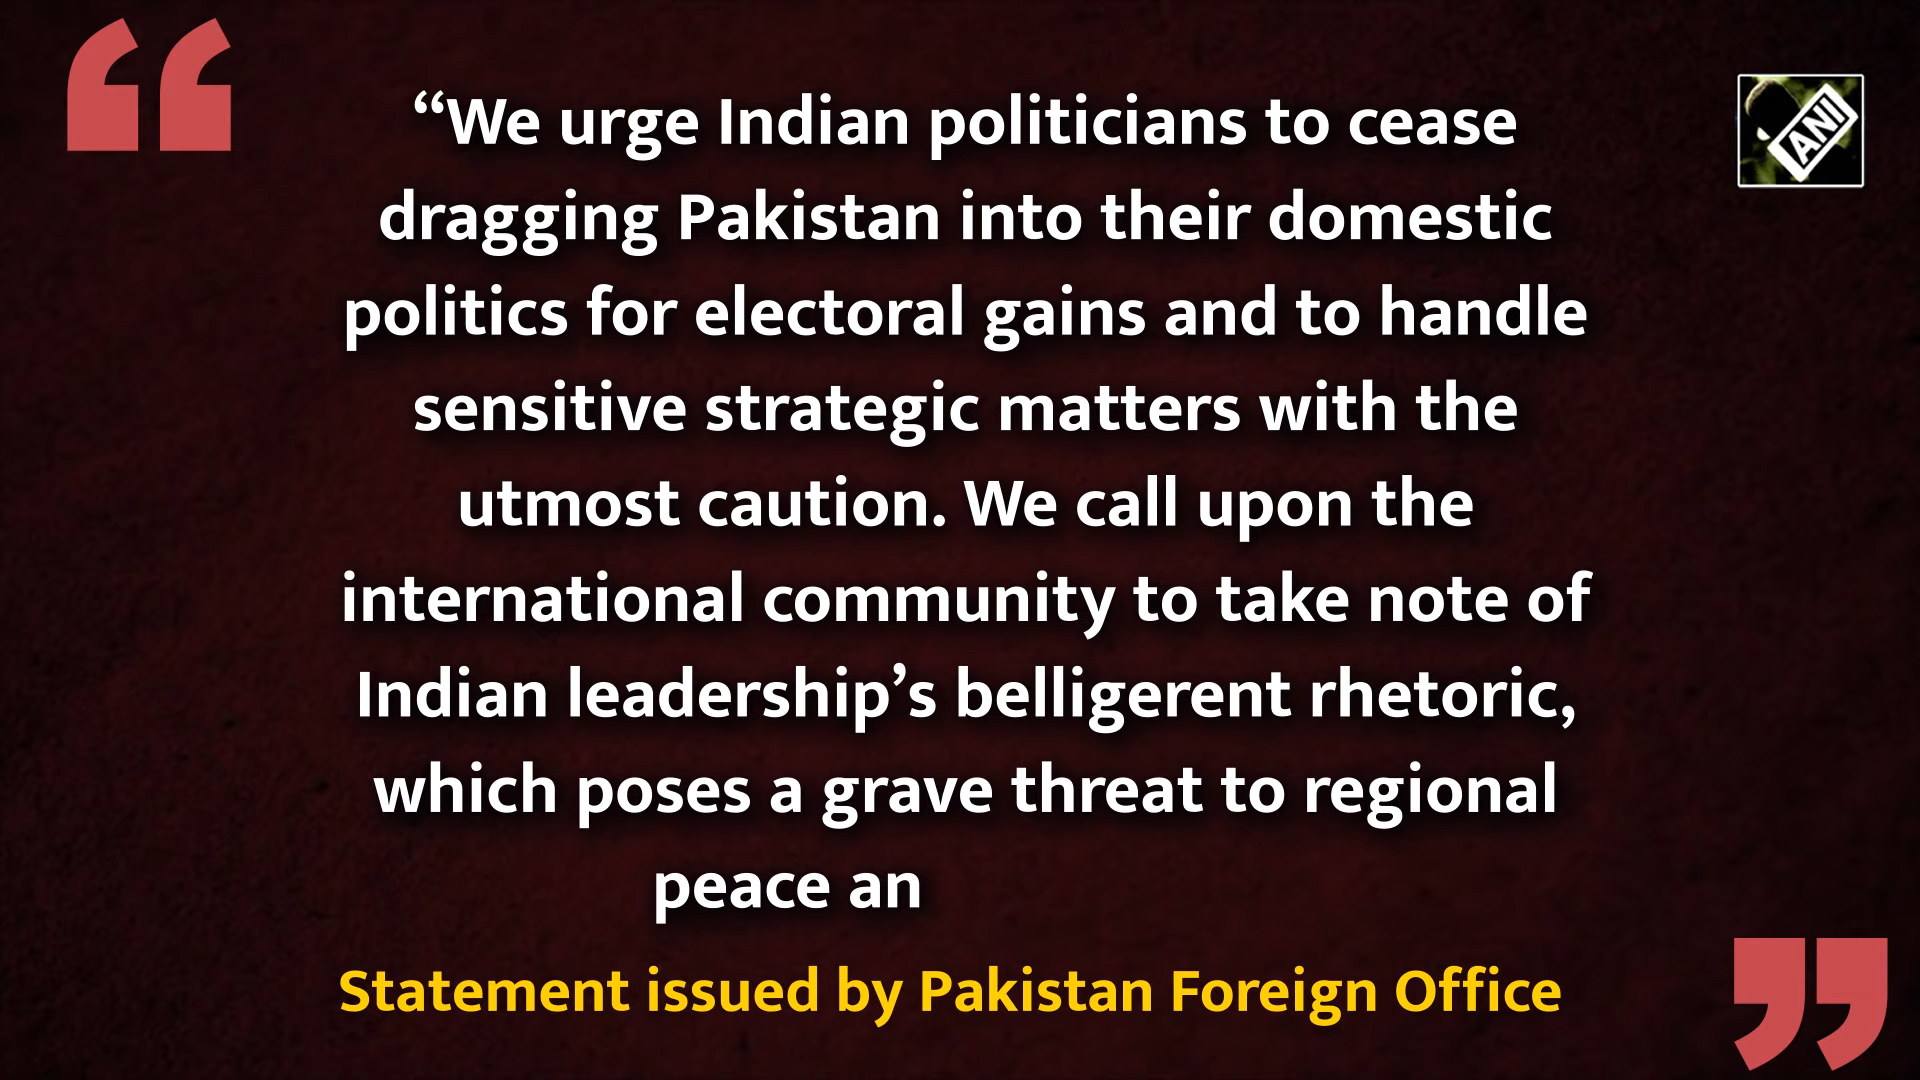 “We urge Indian politicians to cease
dragging Pakistan into their domestic
politics for electoral gains and to handle
sensitive strategic matters with the
utmost caution. We call upon the
international community to take note of
Indian leadership’s belligerent rhetoric,
which poses a grave threat to regional
peace an
Statement issued by Pakistan Foreign Office
ANI